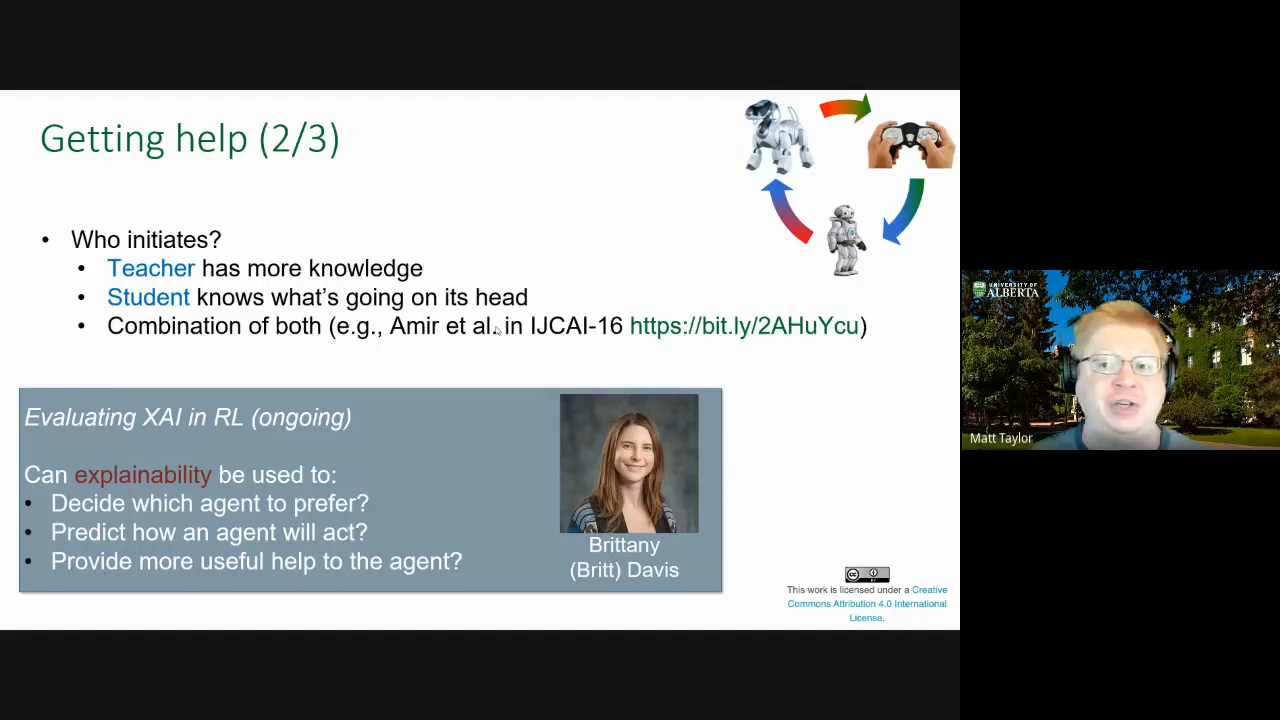 Getting help (2/3)
• Who initiates?
• Teacher has more knowledge
• Student knows what's going on its head
• Combination of both (e.g., Amir et al. in IJCAI-16 https://bit.ly/2AHuYcu)
Evaluating XAI in RL (ongoing)
Can explainability be used to:
• Decide which agent to prefer?
• Predict how an agent will act?
• Provide more useful help to the agent?
Brittany
(Britt) Davis
cc
BY
This work is licensed under a Creative
Commons Attribution 4.0 International
License.
UNIVERSITY OF
ALBERTA
Matt Taylor